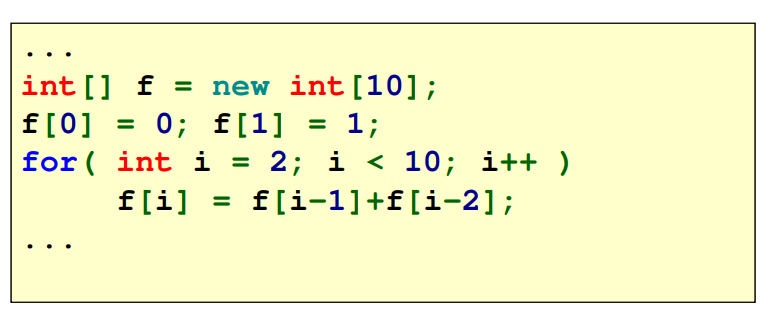 ...
int[] f = new int[10];
f[0] = 0; f[1] = 1;
for( int i = 2; i < 10; i++ )
f[i] = f[i-1]+f[i-2];
...